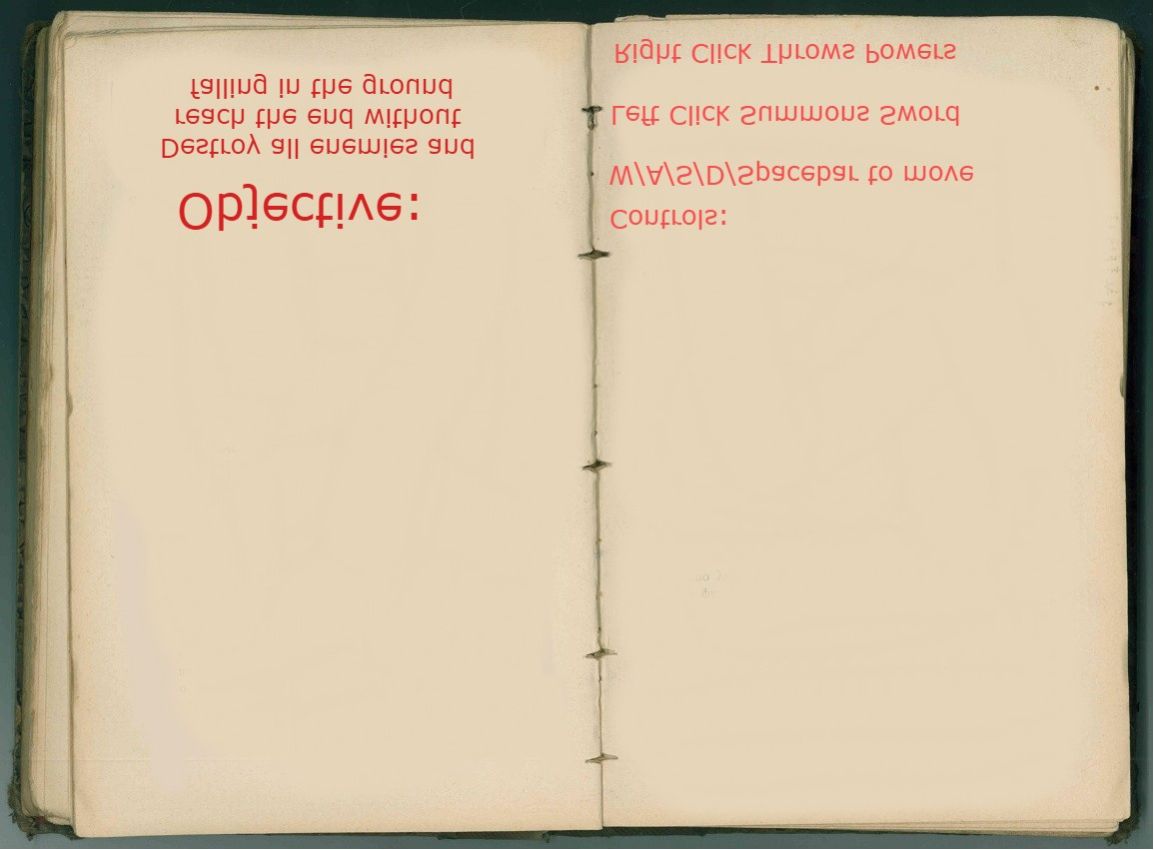 Objective:
Destroy all enemies and
reach the end without
falling in the ground
Controls:
W/A/S/D/Spacebar to move
Left Click Summons Sword
Right Click Throws Powers